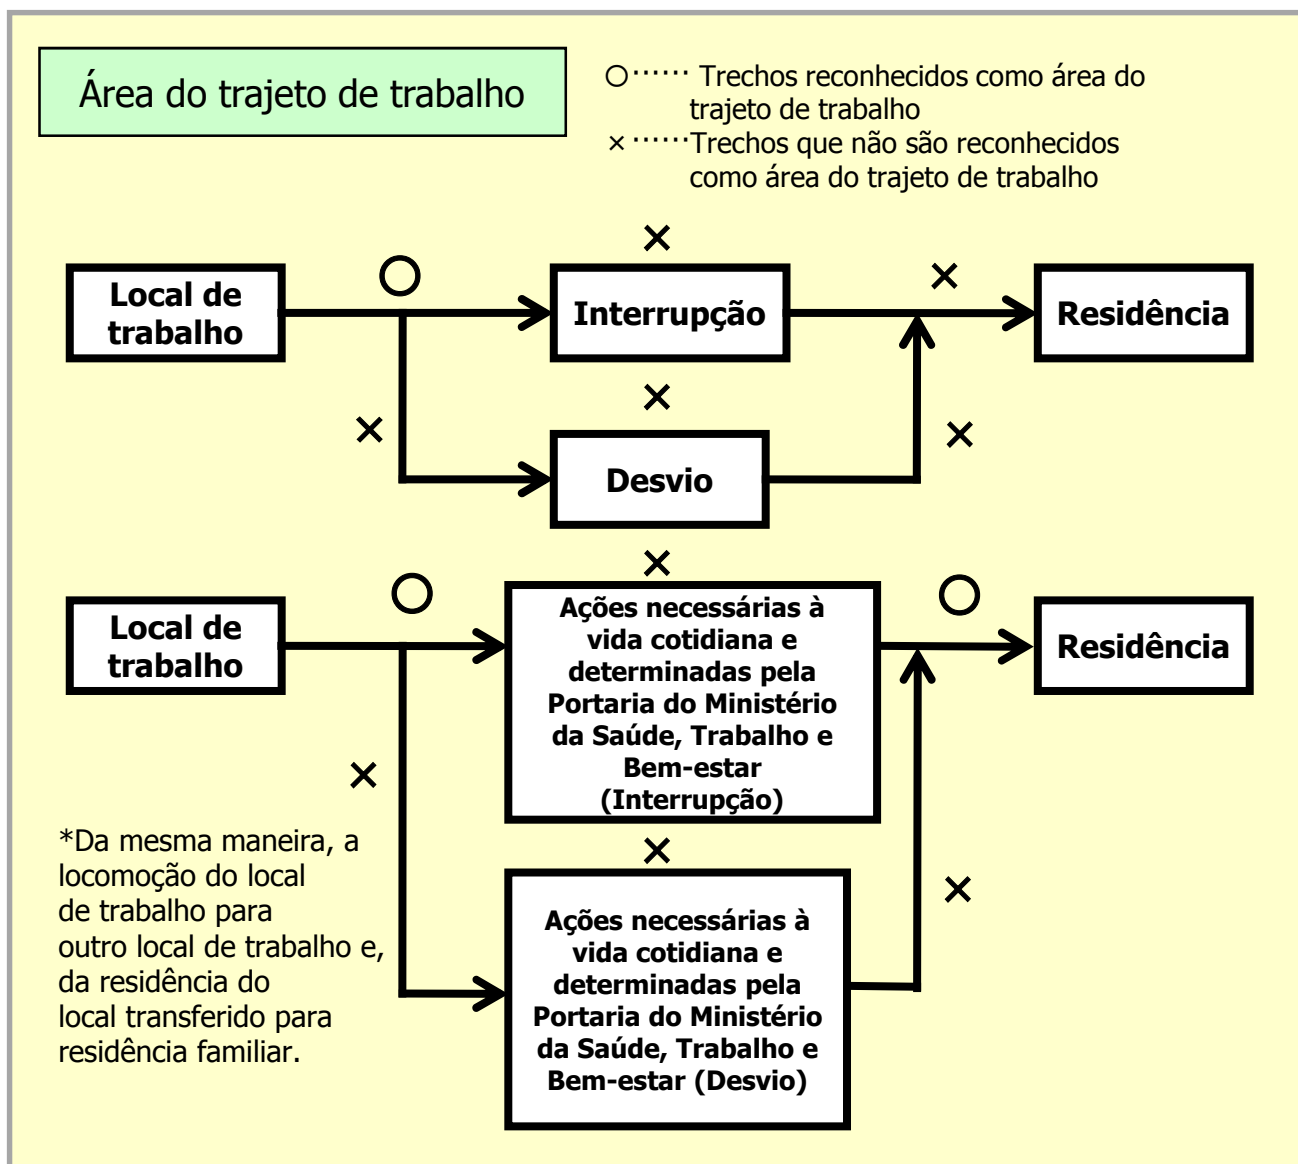 Área do trajeto de trabalho
○⋯⋯ Trechos reconhecidos como área do
trajeto de trabalho
×⋯⋯Trechos que não são reconhecidos
como área do trajeto de trabalho
×
○
×
Local de
trabalho
Interrupção
Residência
×
×
×
Desvio
×
○
○
Local de
trabalho
Ações necessárias à
vida cotidiana e
determinadas pela
Portaria do Ministério
da Saúde, Trabalho e
Bem-estar
(Interrupção)
Residência
×
*Da mesma maneira, a
locomoção do local
de trabalho para
outro local de trabalho e,
da residência do
local transferido para
residência familiar.
×
×
Ações necessárias à
vida cotidiana e
determinadas pela
Portaria do Ministério
da Saúde, Trabalho e
Bem-estar (Desvio)